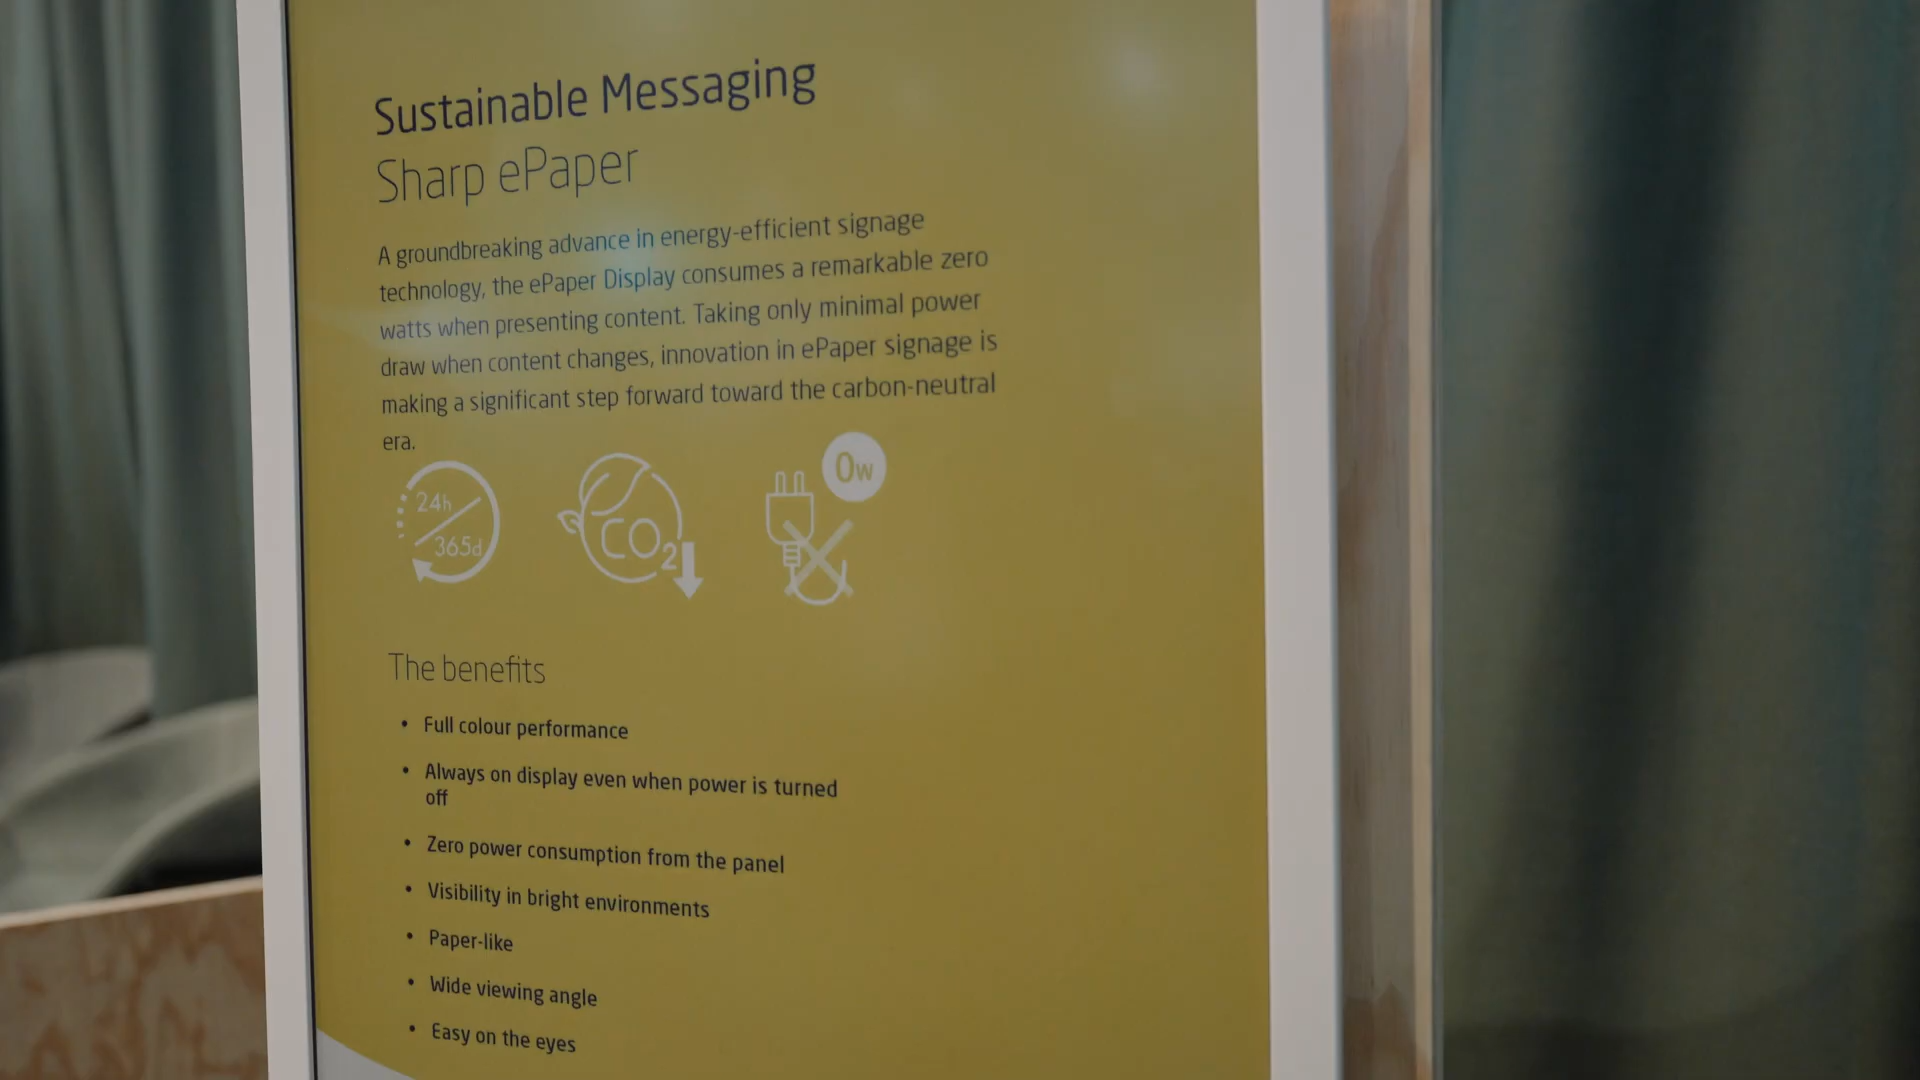 Sustainable Messaging
Sharp ePaper
A groundbreaking advance in energy-efficient signage
technology, the ePaper Display consumes a remarkable zero
watts when presenting content. Taking only minimal power
draw when content changes, innovation in ePaper signage is
making a significant step forward toward the carbon-neutral
era.
24h
365d
CO2
0w
The benefits
• Full colour performance
• Always on display even when power is turned
off
• Zero power consumption from the panel
• Visibility in bright environments
• Paper-like
• Wide viewing angle
• Easy on the eyes